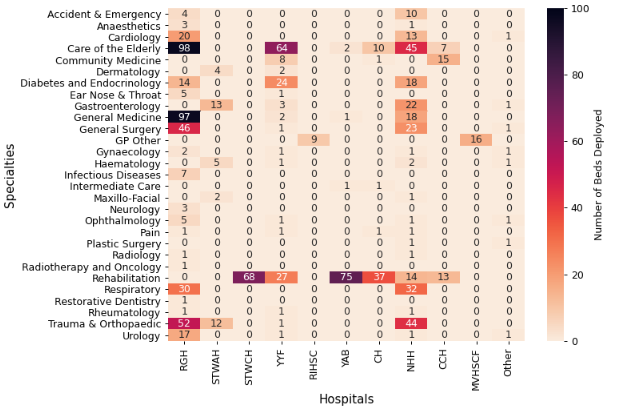 Specialties
Accident & Emergency 4 0 0 0 0 0 0 10 0 0 0
Anaesthetics 3 0 0 0 0 0 0 1 0 0 0
Cardiology 20 0 0 0 0 0 0 13 0 0 1
Care of the Elderly 98 0 0 64 0 2 10 45 7 0 0
Community Medicine 0 0 0 8 0 0 1 0 15 0 0
Dermatology 0 4 0 2 0 0 0 0 0 0 0
Diabetes and Endocrinology 14 0 0 24 0 0 0 18 0 0 0
Ear Nose & Throat 5 0 0 1 0 0 0 0 0 0 0
Gastroenterology 0 13 0 3 0 0 0 22 0 0 1
General Medicine 97 0 0 2 0 1 0 18 0 0 0
General Surgery 46 0 0 1 0 0 0 23 0 0 1
GP Other 0 0 0 0 9 0 0 0 0 16 0
Gynaecology 2 0 0 1 0 0 0 1 0 0 1
Haematology 0 5 0 1 0 0 0 2 0 0 1
Infectious Diseases 7 0 0 0 0 0 0 0 0 0 0
Intermediate Care 0 0 0 0 0 1 1 0 0 0 0
Maxillo-Facial 0 2 0 0 0 0 0 1 0 0 0
Neurology 3 0 0 0 0 0 0 0 0 0 0
Ophthalmology 5 0 0 1 0 0 0 1 0 0 1
Pain 1 0 0 1 0 0 1 1 0 0 0
Plastic Surgery 0 0 0 0 0 0 0 1 0 0 1
Radiology 1 0 0 0 0 0 0 1 0 0 0
Radiotherapy and Oncology 1 0 0 0 0 0 0 0 0 0 0
Rehabilitation 0 0 68 27 0 75 37 14 13 0 0
Respiratory 30 0 0 0 0 0 0 32 0 0 0
Restorative Dentistry 1 0 0 0 0 0 0 0 0 0 0
Rheumatology 1 0 0 1 0 0 0 1 0 0 0
Trauma & Orthopaedic 52 12 0 1 0 0 0 44 0 0 0
Urology 17 0 0 1 0 0 0 1 0 0 1
RGH STWAH STWCH YYF RIHSC YAB CH NHH CCH MVHSCF Other
Hospitals
100
80
60
40
20
0
Number of Beds Deployed